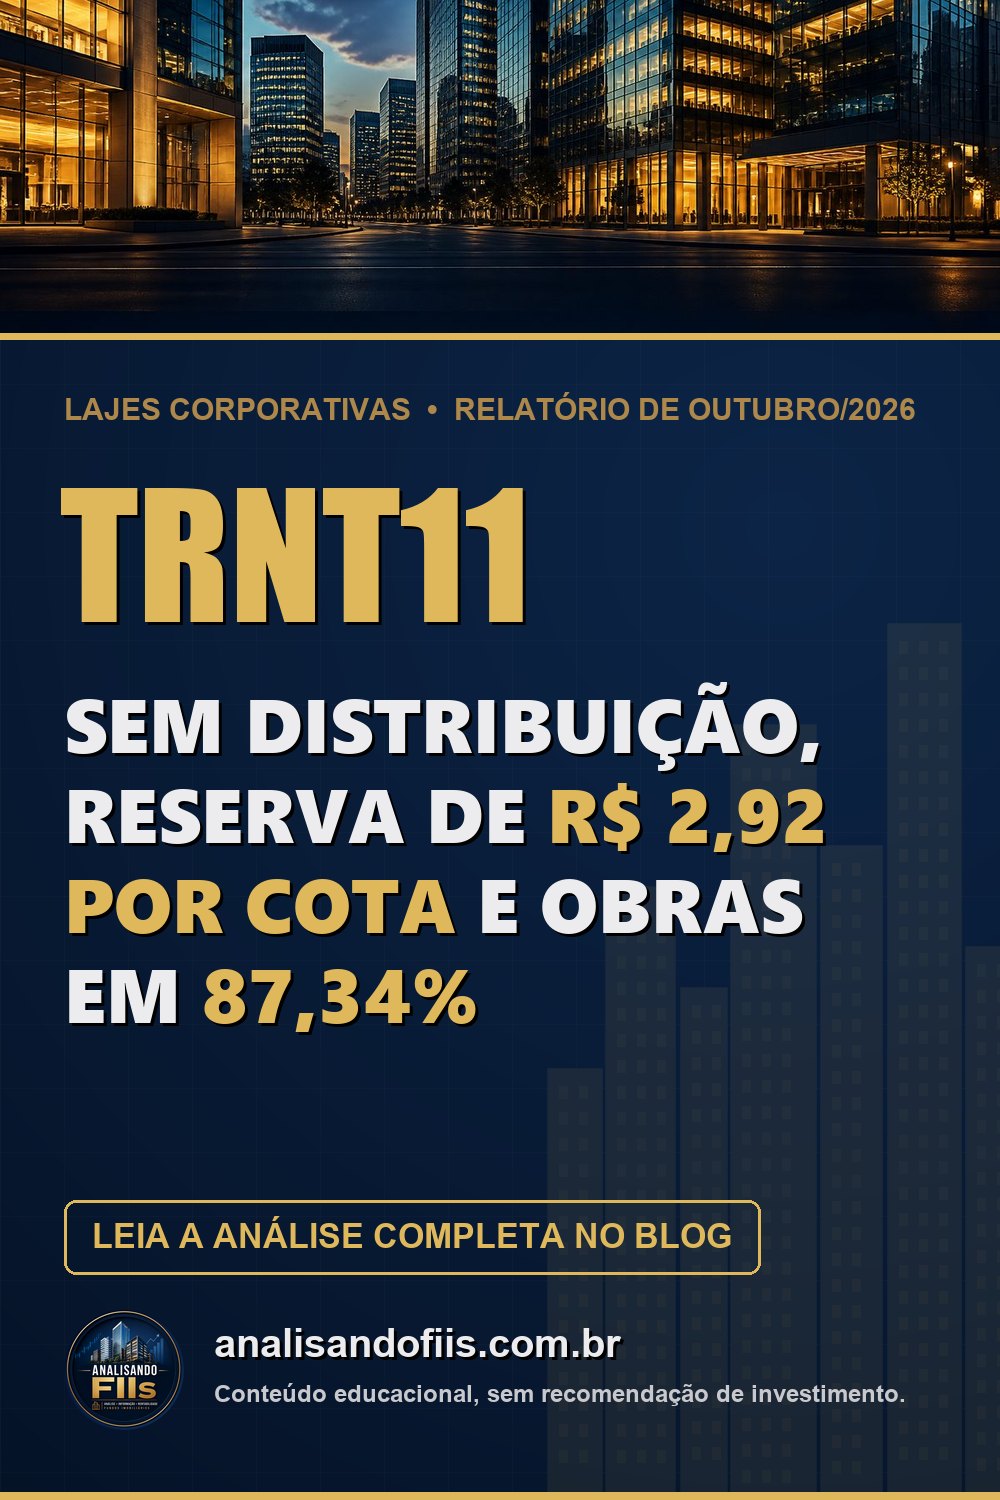 LAJES CORPORATIVAS • RELATÓRIO DE OUTUBRO/2026
TRNT11
SEM DISTRIBUIÇÃO,
RESERVA DE R$ 2,92
POR COTA E OBRAS
EM 87,34%
LEIA A ANÁLISE COMPLETA NO BLOG
ANALISANDO
FIIs
analisandofiis.com.br
Conteúdo educacional, sem recomendação de investimento.